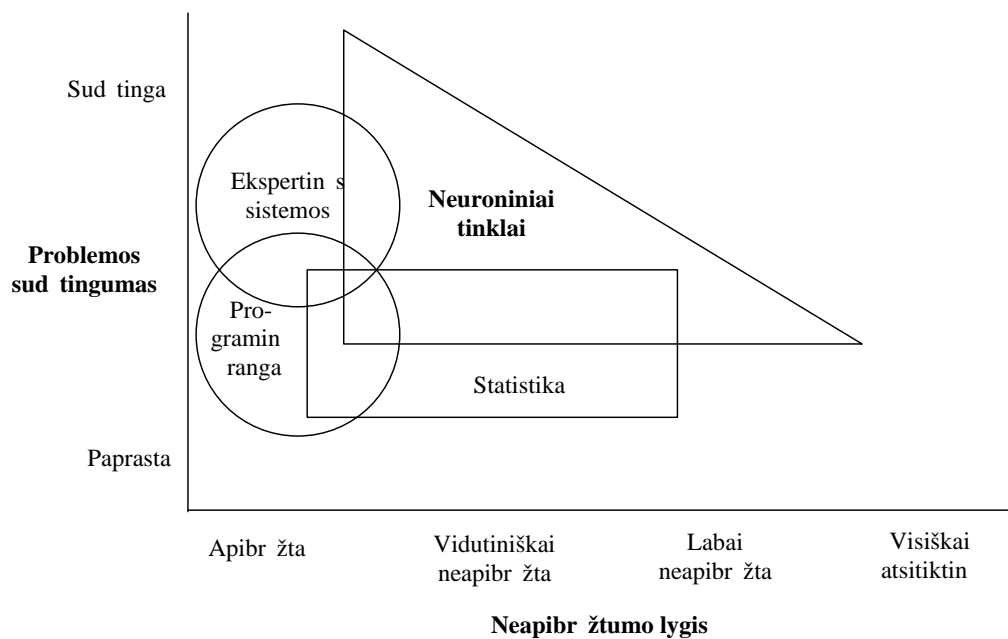 Sud tinga
Ekspertin s
sistemos
Neuroniniai
tinklai
Problemos
sud tingumas
Pro-
gramin
ranga
Statistika
Paprasta
Apibr žta
Vidutiniškai
neapibr žta
Labai
neapibr žta
Visiškai
atsitiktin
Neapibr žtumo lygis